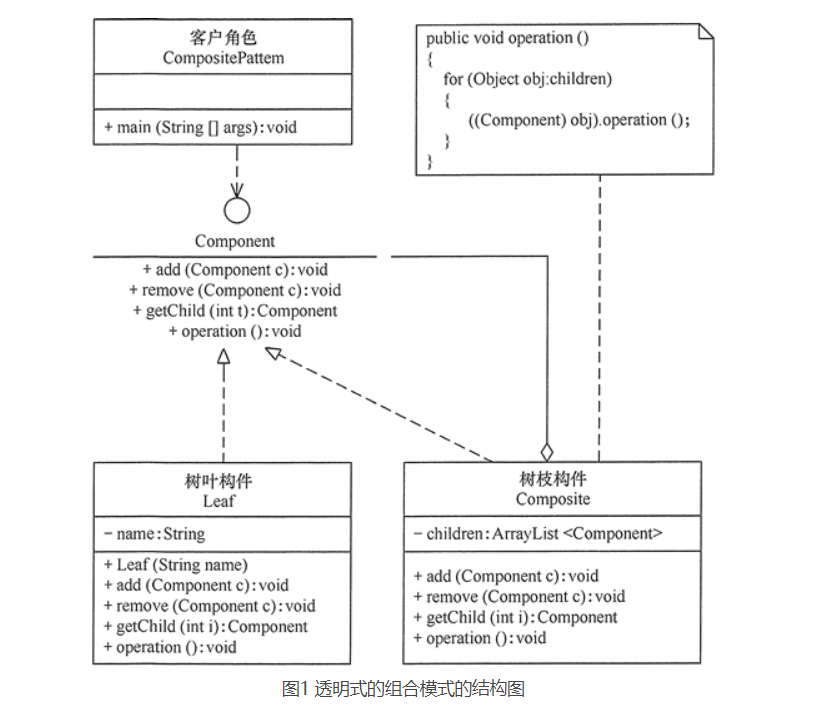 客户角色
CompositePattem
+ main (String [] args): void
public void operation ()
{
for (Object obj:children)
{
((Component) obj).operation ();
}
}
Component
+ add (Component c): void
+ remove (Component c): void
+ getChild (int t): Component
+ operation (): void
树叶构件
Leaf
− name:String
+ Leaf (String name)
+ add (Component c): void
+ remove (Component c): void
+ getChild (int i): Component
+ operation (): void
树枝构件
Composite
− children:ArrayList <Component>
+ add (Component c): void
+ remove (Component c): void
+ getChild (int i): Component
+ operation (): void
图1 透明式的组合模式的结构图